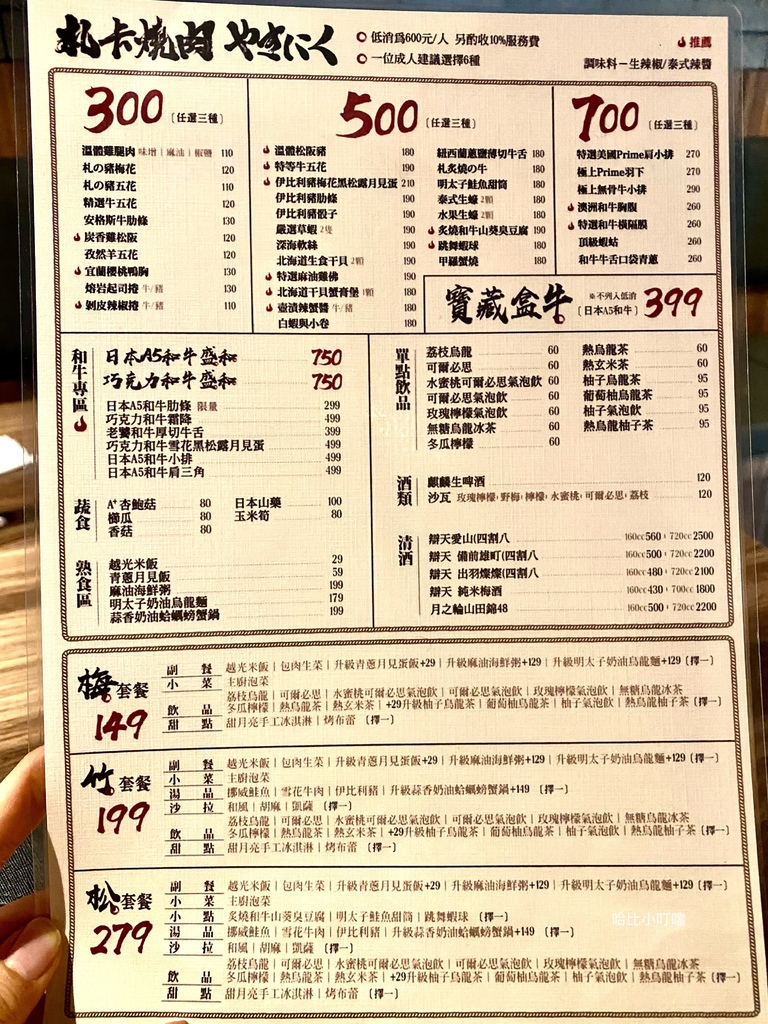 札卡燒肉 やきにく
低消為600元/人 另酌收10%服務費
一位成人建議選擇6種
推薦
調味料－生辣椒/泰式辣醬
300 〔任選三種〕
溫體雞腿肉 味增｜麻油｜椒鹽 110
札の豬梅花 120
札の豬五花 110
精選牛五花 120
安格斯牛肋條 130
炭香雞松阪 120
孜然羊五花 120
宜蘭櫻桃鴨胸 130
熔岩起司捲 牛/豬 130
剝皮辣椒捲 牛/豬 110
500 〔任選三種〕
溫體松阪豬 180
特等牛五花 190
伊比利豬梅花黑松露月見蛋 210
伊比利豬肋條 190
伊比利豬骰子 190
嚴選草蝦 2隻 190
深海軟絲 190
北海道生食干貝 2顆 190
特選麻油雞佛 190
北海道干貝蟹膏堡 1顆 180
壺漬辣蟹醬 牛/豬 190
白蝦與小卷 180
紐西蘭蔥鹽薄切牛舌 180
札炙燒の牛 180
明太子鮭魚甜筒 180
泰式生蠔 2顆 180
水果生蠔 2顆 180
炙燒和牛山葵臭豆腐 190
跳舞蝦球 190
甲羅蟹燒 180
700 〔任選三種〕
特選美國Prime肩小排 270
極上Prime羽下 270
極上無骨牛小排 290
澳洲和牛胸腹 260
特選和牛橫隔膜 260
頂級蝦蛄 260
和牛牛舌口袋青蔥 260
寶藏盒牛 ※不列入低消 〔日本A5和牛〕 399
和牛專區
日本A5和牛盛和 750
巧克力和牛盛和 750
日本A5和牛肋條 限量 299
巧克力和牛霜降 499
老饕和牛厚切牛舌 399
巧克力和牛雪花黑松露月見蛋 499
日本A5和牛小排 499
日本A5和牛肩三角 499
蔬食
A⁺杏鮑菇 80
櫛瓜 80
香菇 80
日本山藥 100
玉米筍 80
熟食區
越光米飯 29
青蔥月見飯 59
麻油海鮮粥 199
明太子奶油烏龍麵 179
蒜香奶油蛤蠣螃蟹鍋 199
單點飲品
荔枝烏龍 60
可爾必思 60
水蜜桃可爾必思氣泡飲 60
可爾必思氣泡飲 60
玫瑰檸檬氣泡飲 60
無糖烏龍冰茶 60
冬瓜檸檬 60
熱烏龍茶 60
熱玄米茶 60
柚子烏龍茶 95
葡萄柚烏龍茶 95
柚子氣泡飲 95
熱烏龍柚子茶 95
酒類
麒麟生啤酒 120
沙瓦 玫瑰檸檬,野梅,檸檬,水蜜桃,可爾必思,荔枝 120
清酒
辯天愛山(四割八 160cc560，720cc2500
辯天 備前雄町(四割八 160cc500，720cc2200
辯天 出羽燦燦(四割八 160cc480，720cc2100
辯天 純米梅酒 160cc430，700cc1800
月之輪山田錦48 160cc500，720cc2200
梅套餐 149
副餐 越光米飯｜包肉生菜｜升級青蔥月見蛋飯+29｜升級麻油海鮮粥+129｜升級明太子奶油烏龍麵+129〔擇一〕
小菜 主廚泡菜
飲品 荔枝烏龍｜可爾必思｜水蜜桃可爾必思氣泡飲｜可爾必思氣泡飲｜玫瑰檸檬氣泡飲｜無糖烏龍冰茶
冬瓜檸檬｜熱烏龍茶｜熱玄米茶｜+29升級柚子烏龍茶｜葡萄柚烏龍茶｜柚子氣泡飲｜熱烏龍柚子茶〔擇一〕
甜點 甜月亮手工冰淇淋｜烤布蕾 〔擇一〕
竹套餐 199
副餐 越光米飯｜包肉生菜｜升級青蔥月見蛋飯+29｜升級麻油海鮮粥+129｜升級明太子奶油烏龍麵+129〔擇一〕
小菜 主廚泡菜
湯品 挪威鮭魚｜雪花牛肉｜伊比利豬｜升級蒜香奶油蛤蠣螃蟹鍋+149 〔擇一〕
沙拉 和風｜胡麻｜凱薩 〔擇一〕
飲品 荔枝烏龍｜可爾必思｜水蜜桃可爾必思氣泡飲｜可爾必思氣泡飲｜玫瑰檸檬氣泡飲｜無糖烏龍冰茶
冬瓜檸檬｜熱烏龍茶｜熱玄米茶｜+29升級柚子烏龍茶｜葡萄柚烏龍茶｜柚子氣泡飲｜熱烏龍柚子茶〔擇一〕
甜點 甜月亮手工冰淇淋｜烤布蕾 〔擇一〕
松套餐 279
副餐 越光米飯｜包肉生菜｜升級青蔥月見蛋飯+29｜升級麻油海鮮粥+129｜升級明太子奶油烏龍麵+129〔擇一〕
小菜 主廚泡菜
小點 炙燒和牛山葵臭豆腐｜明太子鮭魚甜筒｜跳舞蝦球 〔擇一〕
湯品 挪威鮭魚｜雪花牛肉｜伊比利豬｜升級蒜香奶油蛤蠣螃蟹鍋+149 〔擇一〕
沙拉 和風｜胡麻｜凱薩 〔擇一〕
飲品 荔枝烏龍｜可爾必思｜水蜜桃可爾必思氣泡飲｜可爾必思氣泡飲｜玫瑰檸檬氣泡飲｜無糖烏龍冰茶
冬瓜檸檬｜熱烏龍茶｜熱玄米茶｜+29升級柚子烏龍茶｜葡萄柚烏龍茶｜柚子氣泡飲｜熱烏龍柚子茶〔擇一〕
甜點 甜月亮手工冰淇淋｜烤布蕾 〔擇一〕
哈比小叮噹